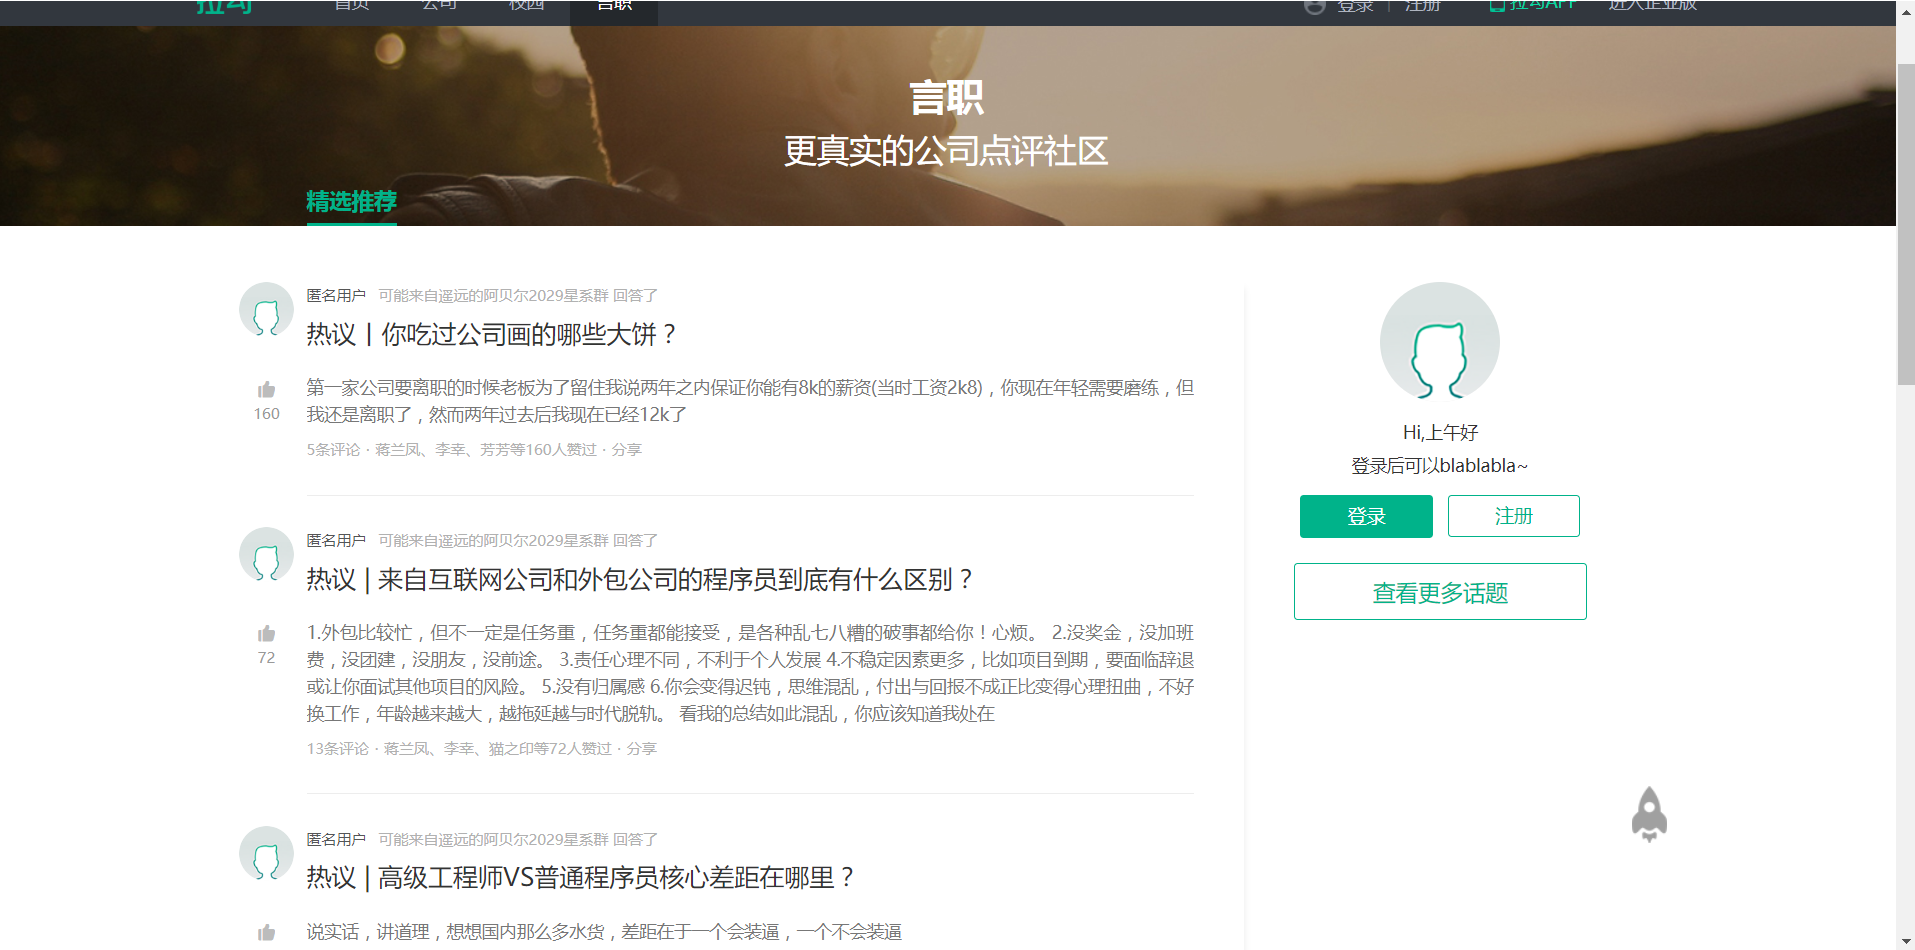 拉勾 首页 公司 校园 言职 登录 | 注册 拉勾APP 进入企业版
言职
更真实的公司点评社区
精选推荐
匿名用户 可能来自遥远的阿贝尔2029星系群 回答了
热议丨你吃过公司画的哪些大饼？
第一家公司要离职的时候老板为了留住我说两年之内保证你能有8k的薪资(当时工资2k8)，你现在年轻需要磨练，但
我还是离职了，然而两年过去后我现在已经12k了
160
5条评论 · 蒋兰凤、李幸、芳芳等160人赞过 · 分享
匿名用户 可能来自遥远的阿贝尔2029星系群 回答了
热议 | 来自互联网公司和外包公司的程序员到底有什么区别？
1.外包比较忙，但不一定是任务重，任务重都能接受，是各种乱七八糟的破事都给你！心烦。 2.没奖金，没加班
费，没团建，没朋友，没前途。 3.责任心理不同，不利于个人发展 4.不稳定因素更多，比如项目到期，要面临辞退
或让你面试其他项目的风险。 5.没有归属感 6.你会变得迟钝，思维混乱，付出与回报不成正比变得心理扭曲，不好
换工作，年龄越来越大，越拖延越与时代脱轨。 看我的总结如此混乱，你应该知道我处在
72
13条评论 · 蒋兰凤、李幸、猫之印等72人赞过 · 分享
匿名用户 可能来自遥远的阿贝尔2029星系群 回答了
热议 | 高级工程师VS普通程序员核心差距在哪里？
说实话，讲道理，想想国内那么多水货，差距在于一个会装逼，一个不会装逼
Hi,上午好
登录后可以blablabla~
登录 注册
查看更多话题